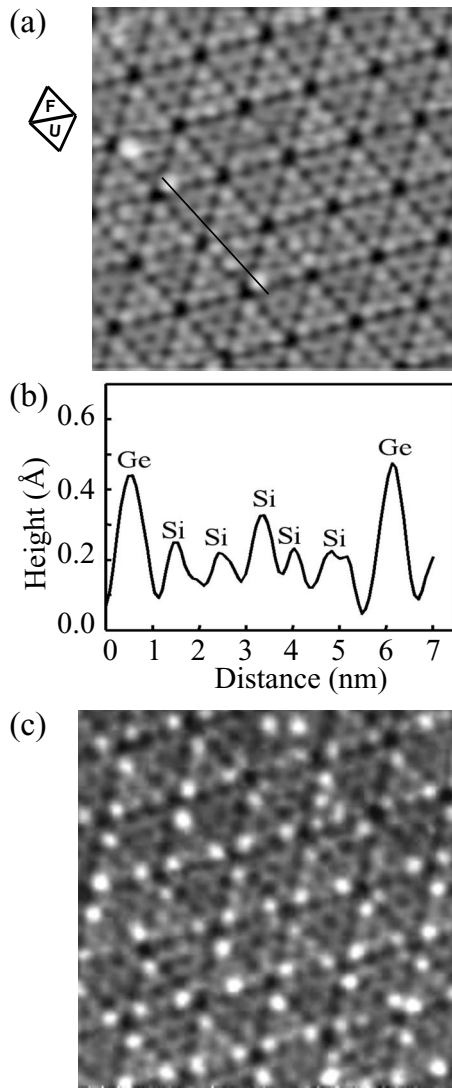 (a)
F
U
(b)
0.6
0.4
0.2
0.0
Height (Å)
Ge
Si
Si
Si
Si
Si
Ge
0 1 2 3 4 5 6 7
Distance (nm)
(c)